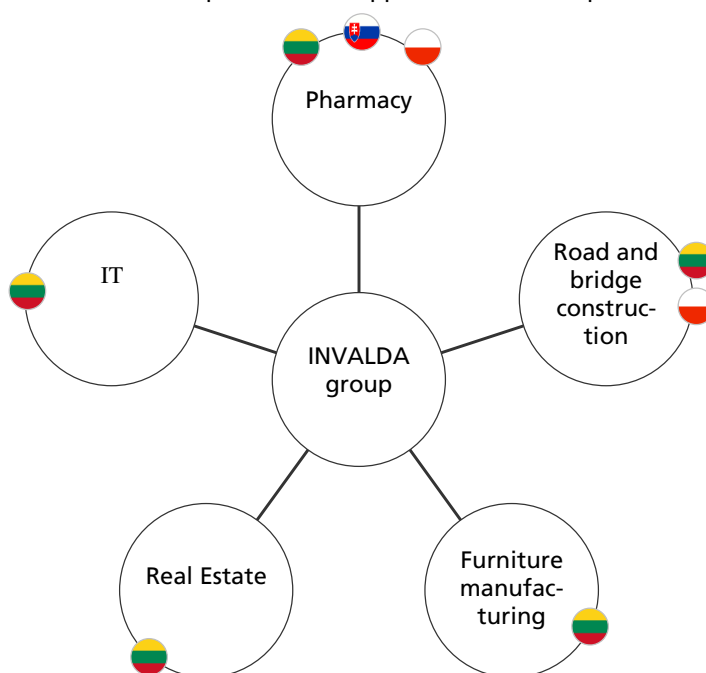 Pharmacy
IT
Road and
bridge
construc-
tion
INVALDA
group
Real Estate
Furniture
manufac-
turing